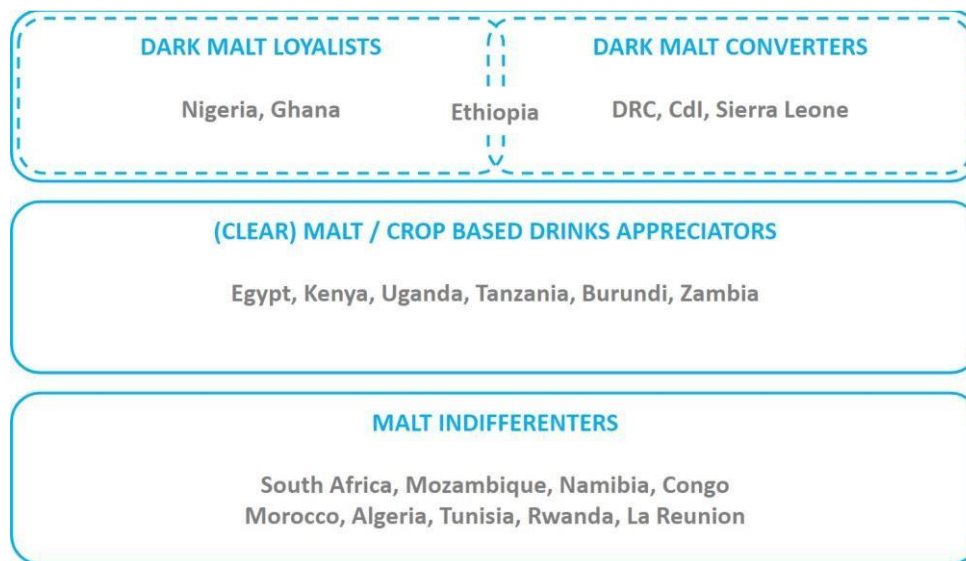 DARK MALT LOYALISTS
DARK MALT CONVERTERS
Nigeria, Ghana
Ethiopia
DRC, CdI, Sierra Leone
(CLEAR) MALT / CROP BASED DRINKS APPRECIATORS
Egypt, Kenya, Uganda, Tanzania, Burundi, Zambia
MALT INDIFFERENTERS
South Africa, Mozambique, Namibia, Congo
Morocco, Algeria, Tunisia, Rwanda, La Reunion